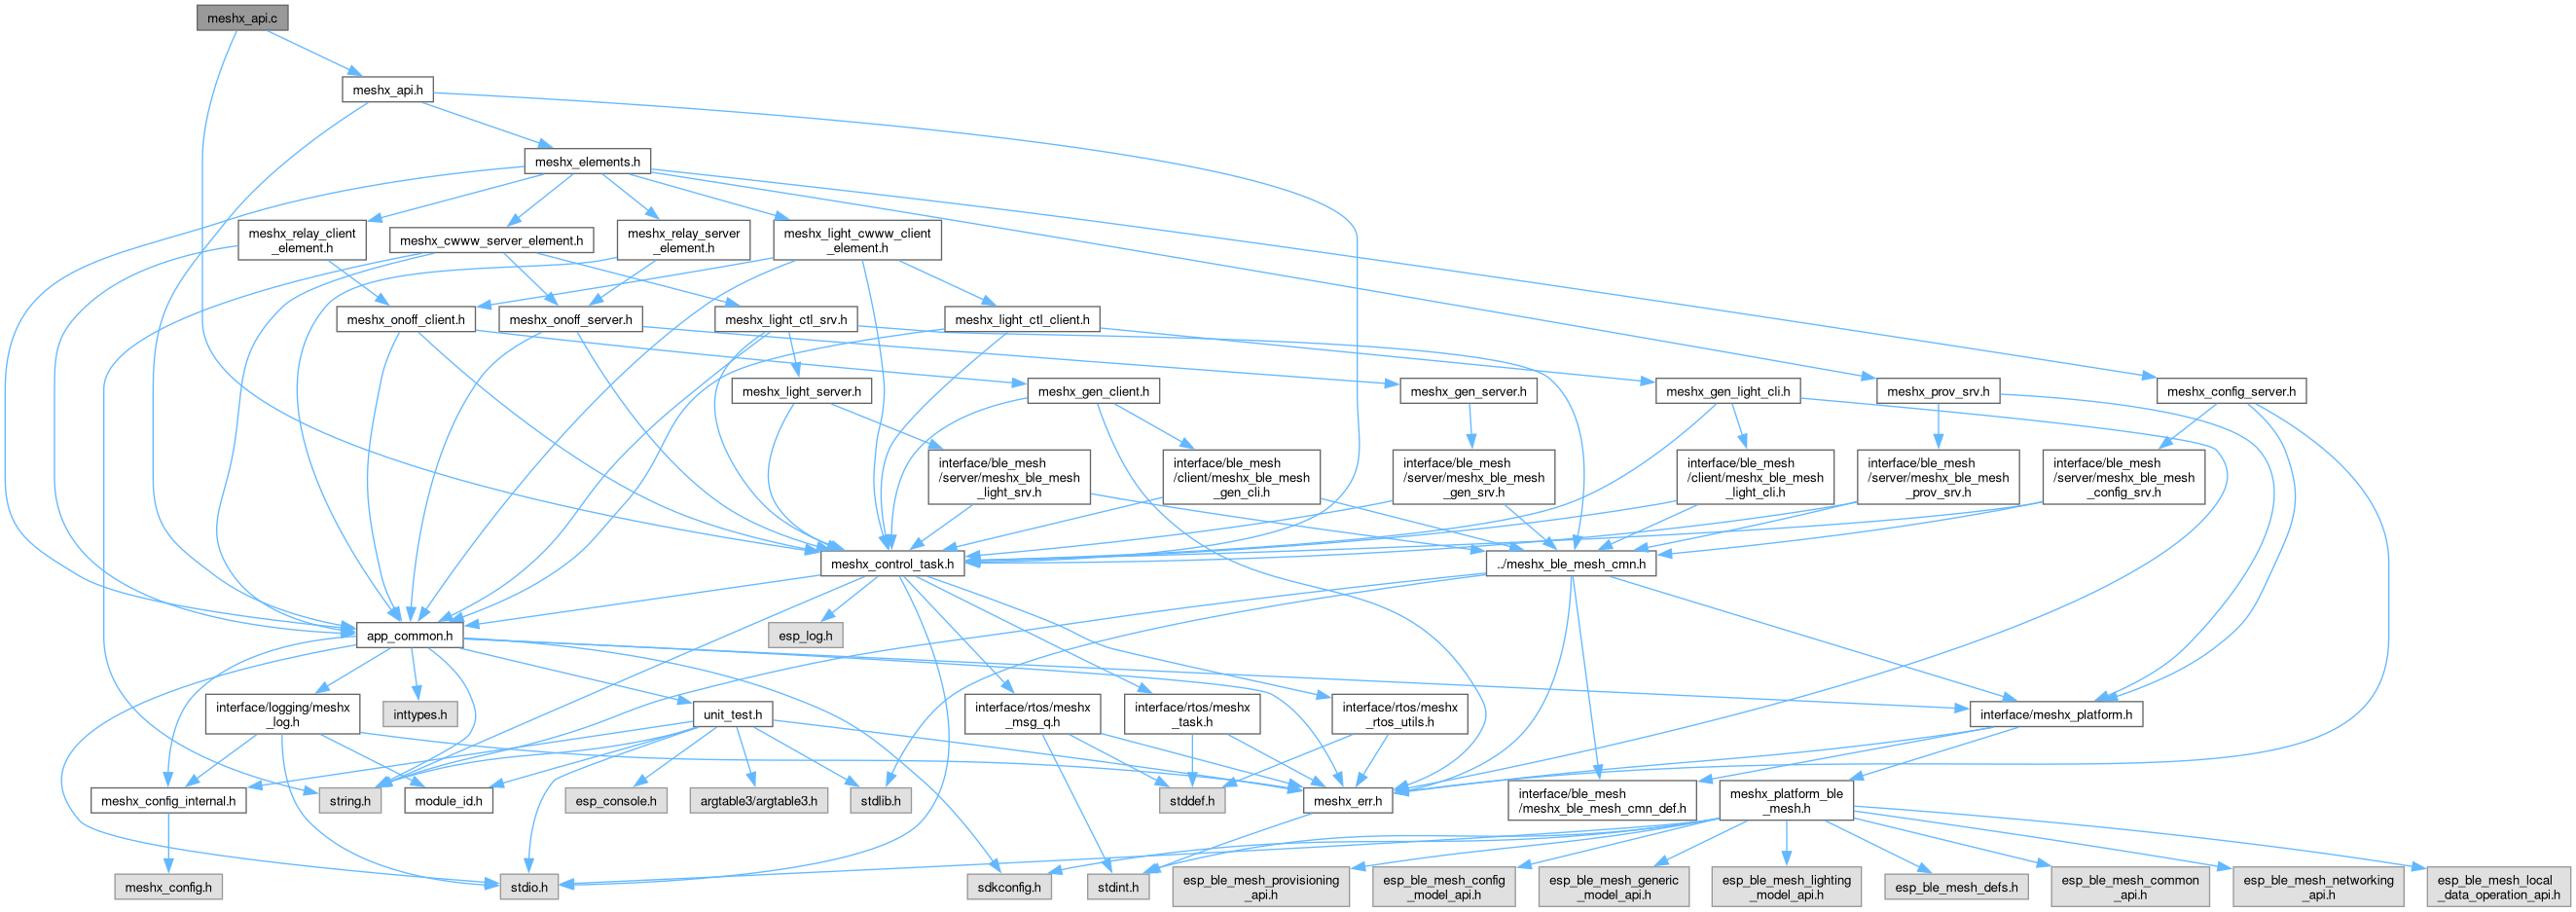 meshx_api.c
meshx_api.h
meshx_elements.h
meshx_relay_client
_element.h
meshx_cwww_server_element.h
meshx_relay_server
_element.h
meshx_light_cwww_client
_element.h
meshx_onoff_client.h
meshx_onoff_server.h
meshx_light_ctl_srv.h
meshx_light_ctl_client.h
meshx_light_server.h
meshx_gen_client.h
meshx_gen_server.h
meshx_gen_light_cli.h
meshx_prov_srv.h
meshx_config_server.h
interface/ble_mesh
/server/meshx_ble_mesh
_light_srv.h
interface/ble_mesh
/client/meshx_ble_mesh
_gen_cli.h
interface/ble_mesh
/server/meshx_ble_mesh
_gen_srv.h
interface/ble_mesh
/client/meshx_ble_mesh
_light_cli.h
interface/ble_mesh
/server/meshx_ble_mesh
_prov_srv.h
interface/ble_mesh
/server/meshx_ble_mesh
_config_srv.h
meshx_control_task.h
../meshx_ble_mesh_cmn.h
app_common.h
esp_log.h
interface/logging/meshx
_log.h
inttypes.h
unit_test.h
interface/rtos/meshx
_msg_q.h
interface/rtos/meshx
_task.h
interface/rtos/meshx
_rtos_utils.h
interface/meshx_platform.h
meshx_config_internal.h
string.h
module_id.h
esp_console.h
argtable3/argtable3.h
stdlib.h
stddef.h
meshx_err.h
interface/ble_mesh
/meshx_ble_mesh_cmn_def.h
meshx_platform_ble
_mesh.h
meshx_config.h
stdio.h
sdkconfig.h
stdint.h
esp_ble_mesh_provisioning
_api.h
esp_ble_mesh_config
_model_api.h
esp_ble_mesh_generic
_model_api.h
esp_ble_mesh_lighting
_model_api.h
esp_ble_mesh_defs.h
esp_ble_mesh_common
_api.h
esp_ble_mesh_networking
_api.h
esp_ble_mesh_local
_data_operation_api.h